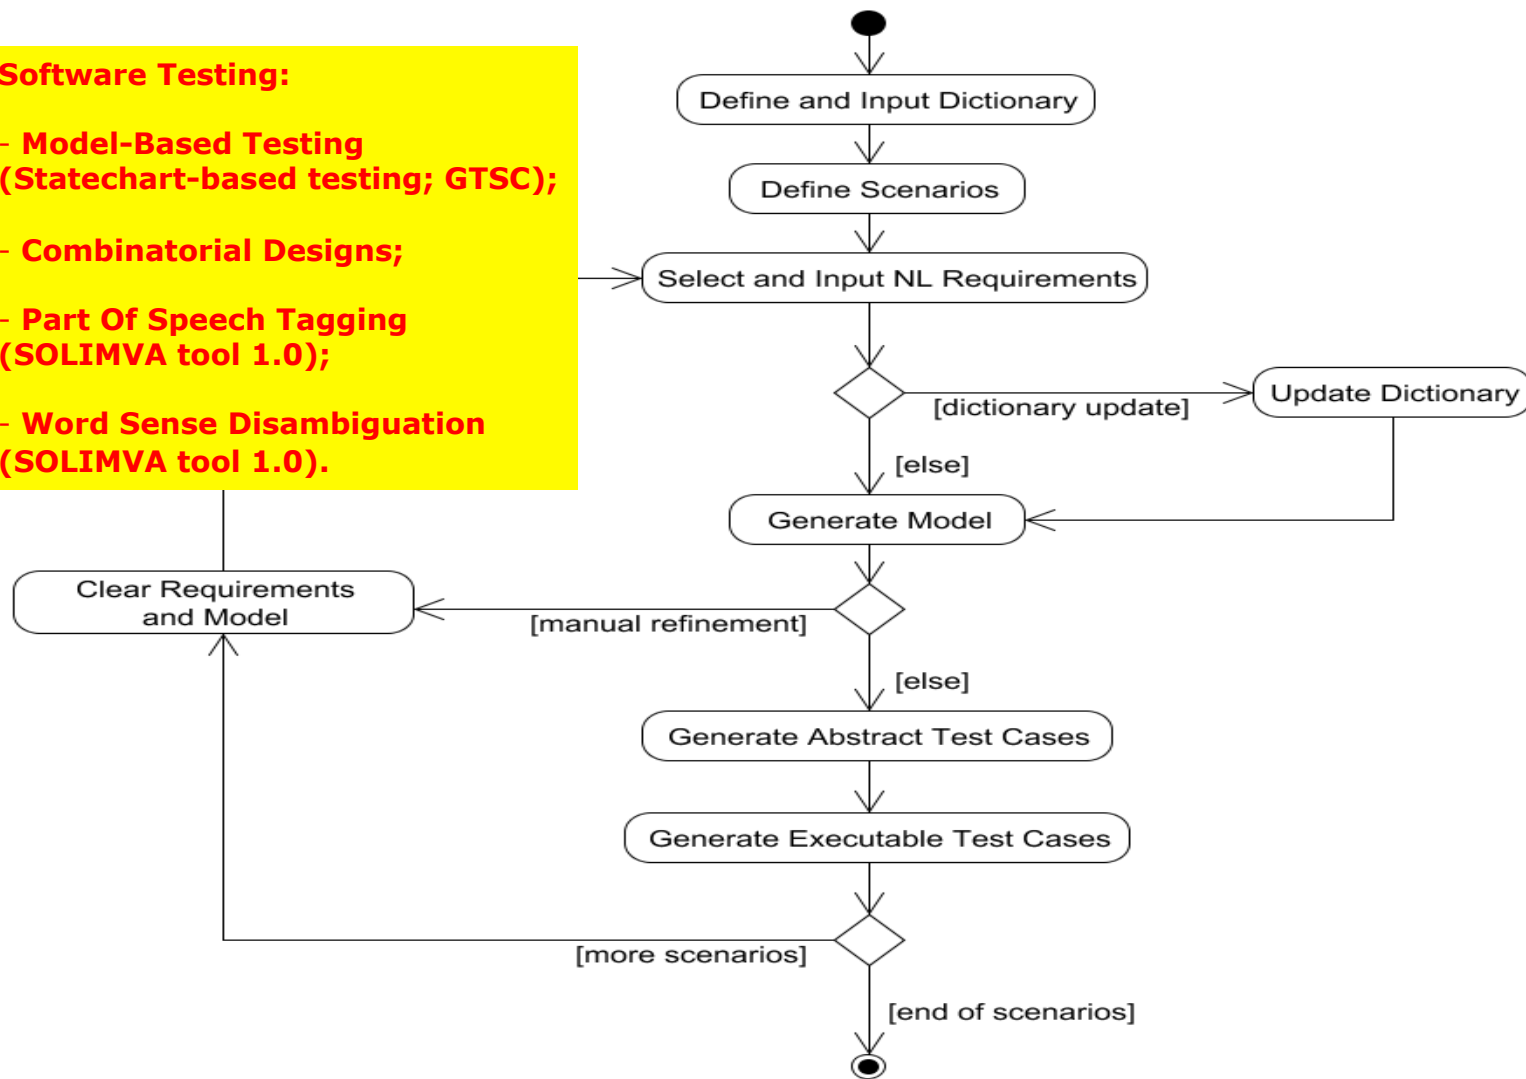 Software Testing:
- Model-Based Testing
(Statechart-based testing; GTSC);
- Combinatorial Designs;
- Part Of Speech Tagging
(SOLIMVA tool 1.0);
- Word Sense Disambiguation
(SOLIMVA tool 1.0).
Define and Input Dictionary
Define Scenarios
Select and Input NL Requirements
[dictionary update]
Update Dictionary
[else]
Generate Model
Clear Requirements
and Model
[manual refinement]
[else]
Generate Abstract Test Cases
Generate Executable Test Cases
[more scenarios]
[end of scenarios]